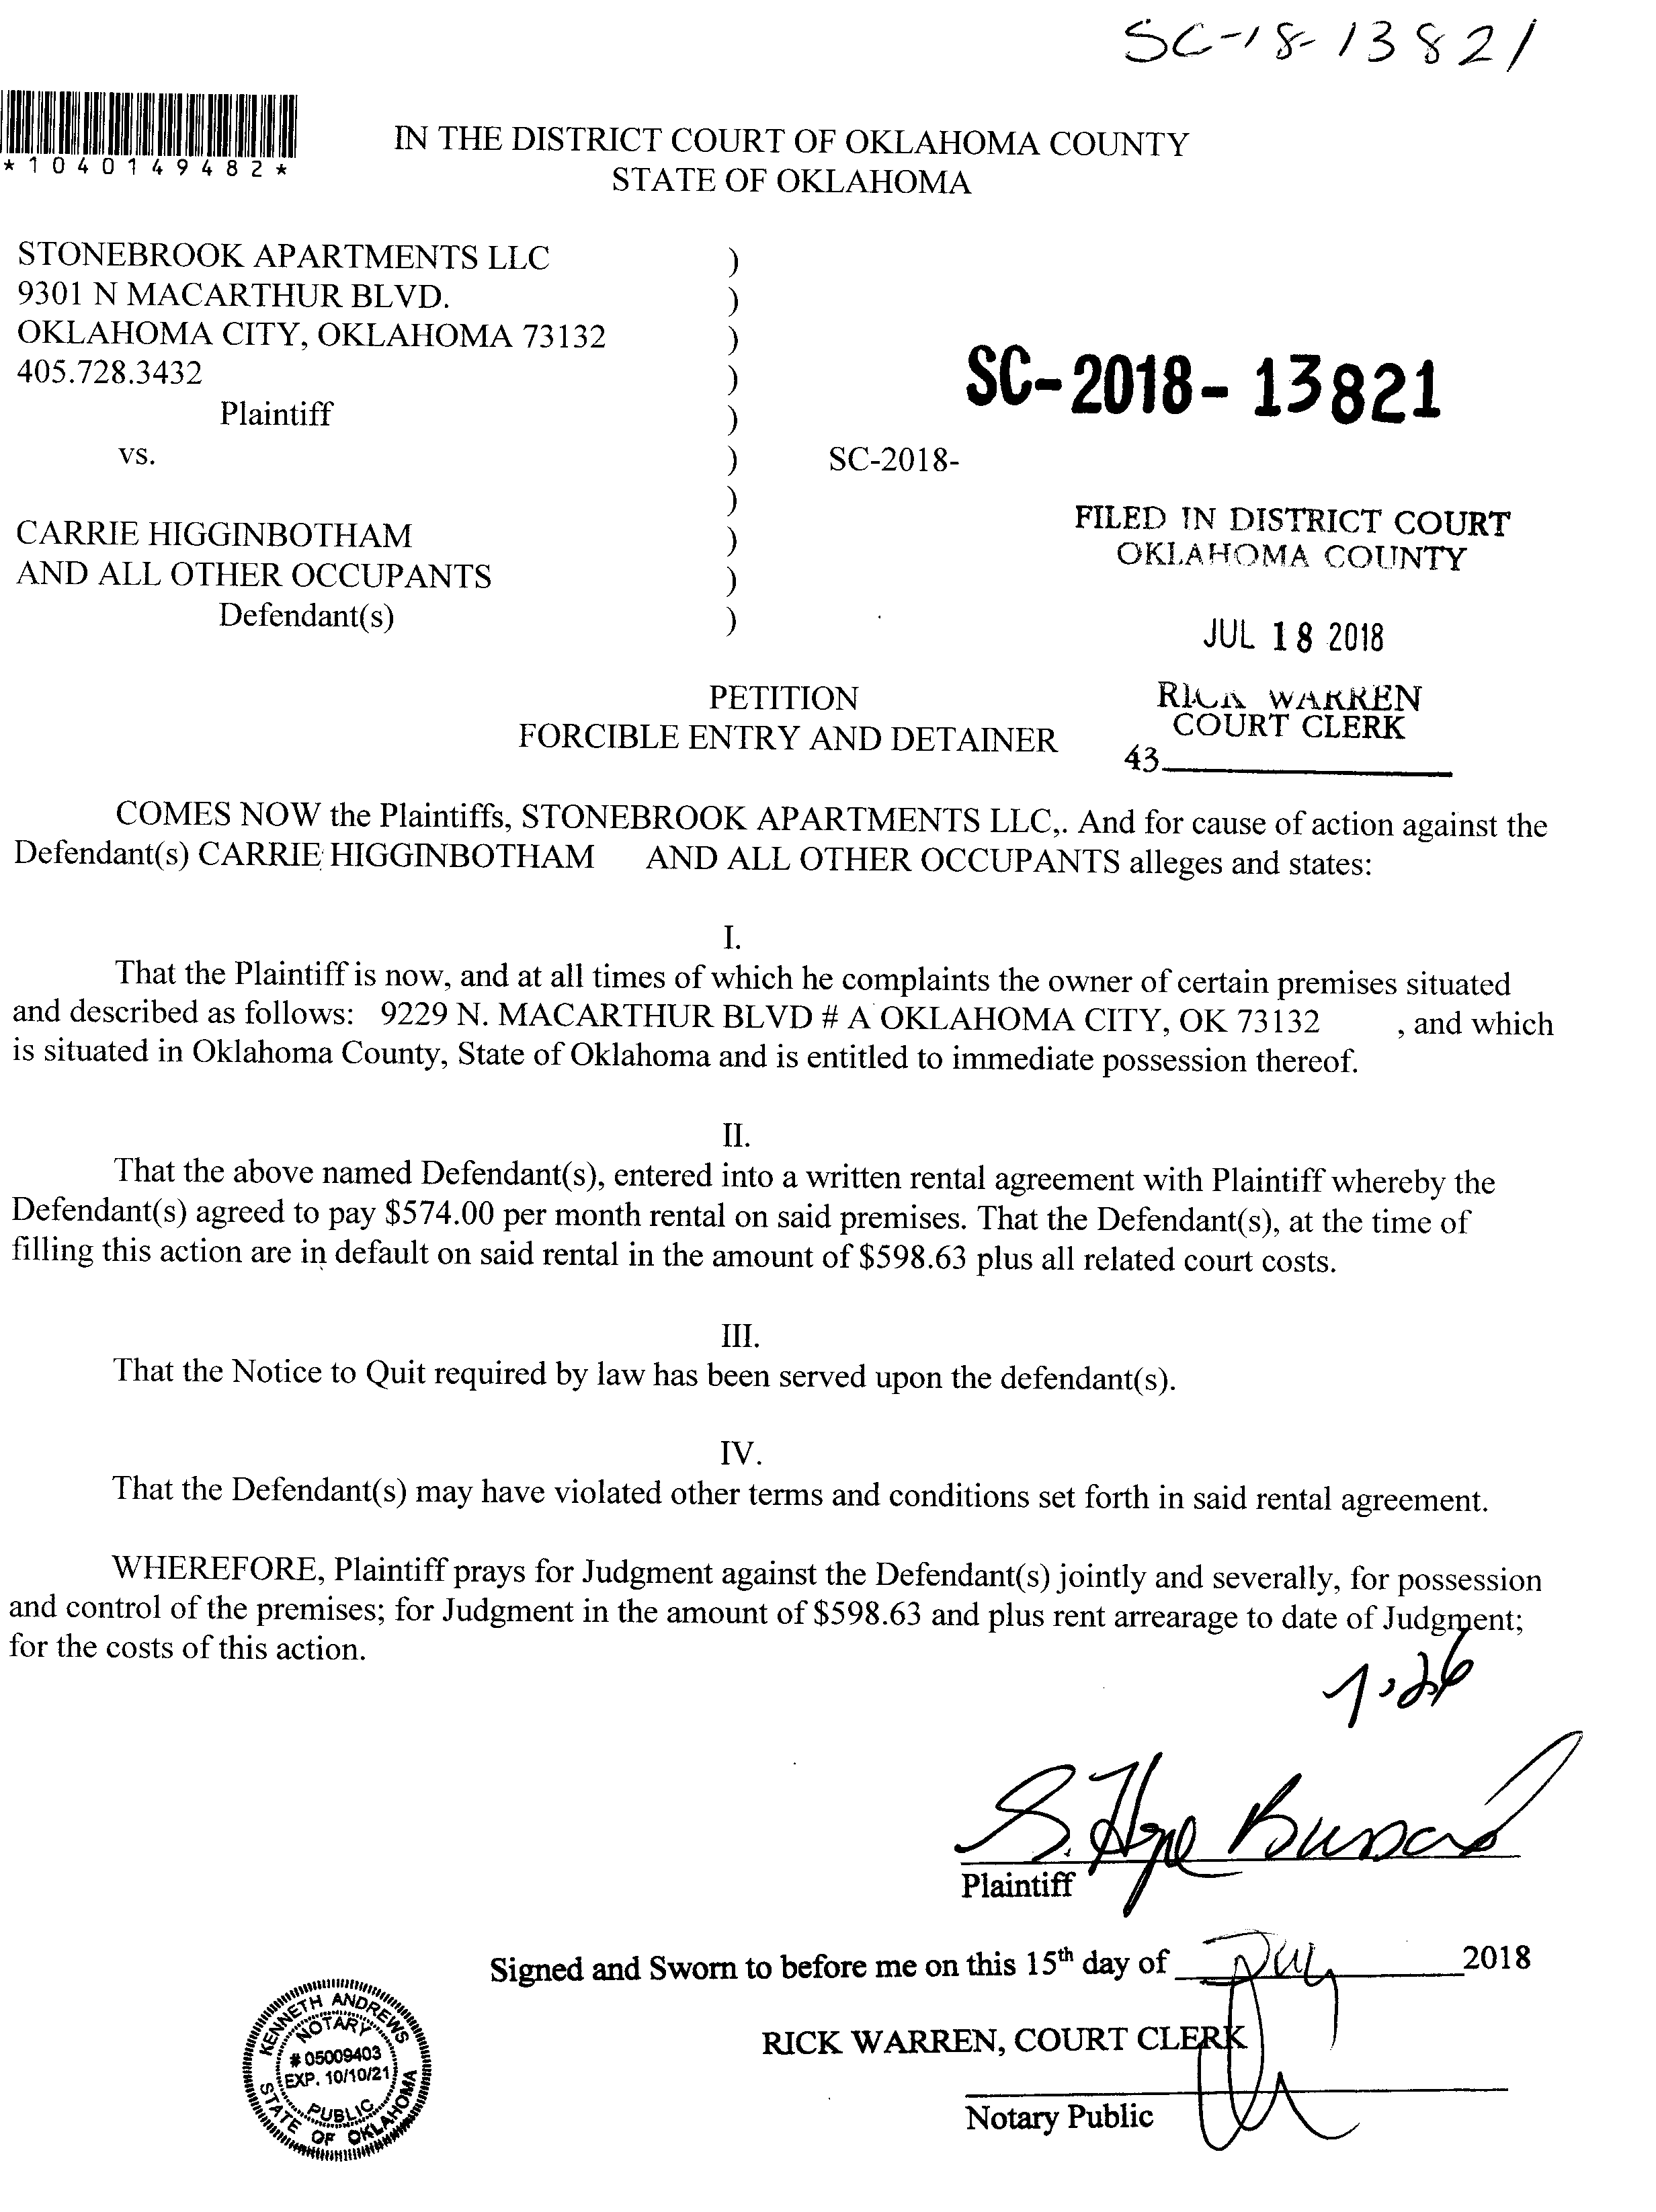 SC-18-13821
*1040149482*
IN THE DISTRICT COURT OF OKLAHOMA COUNTY
STATE OF OKLAHOMA
STONEBROOK APARTMENTS LLC )
9301 N MACARTHUR BLVD. )
OKLAHOMA CITY, OKLAHOMA 73132 )
405.728.3432 )
Plaintiff )
SC-2018- 13821
vs. ) SC-2018-
)
CARRIE HIGGINBOTHAM )
AND ALL OTHER OCCUPANTS )
Defendant(s) )
FILED IN DISTRICT COURT
OKLAHOMA COUNTY
JUL 18 2018
RICK WARREN
COURT CLERK
43
PETITION
FORCIBLE ENTRY AND DETAINER
COMES NOW the Plaintiffs, STONEBROOK APARTMENTS LLC,. And for cause of action against the
Defendant(s) CARRIE HIGGINBOTHAM AND ALL OTHER OCCUPANTS alleges and states:
I.
That the Plaintiff is now, and at all times of which he complaints the owner of certain premises situated
and described as follows: 9229 N. MACARTHUR BLVD # A OKLAHOMA CITY, OK 73132 , and which
is situated in Oklahoma County, State of Oklahoma and is entitled to immediate possession thereof.
II.
That the above named Defendant(s), entered into a written rental agreement with Plaintiff whereby the
Defendant(s) agreed to pay $574.00 per month rental on said premises. That the Defendant(s), at the time of
filling this action are in default on said rental in the amount of $598.63 plus all related court costs.
III.
That the Notice to Quit required by law has been served upon the defendant(s).
IV.
That the Defendant(s) may have violated other terms and conditions set forth in said rental agreement.
WHEREFORE, Plaintiff prays for Judgment against the Defendant(s) jointly and severally, for possession
and control of the premises; for Judgment in the amount of $598.63 and plus rent arrearage to date of Judgment;
for the costs of this action.
S. Hope
Plaintiff
Signed and Sworn to before me on this 15th day of July 2018
RICK WARREN, COURT CLERK
Notary Public
KENNETH ANDREWS
NOTARY
# 05009403
EXP. 10/10/21
PUBLIC
STATE OF OKLAHOMA